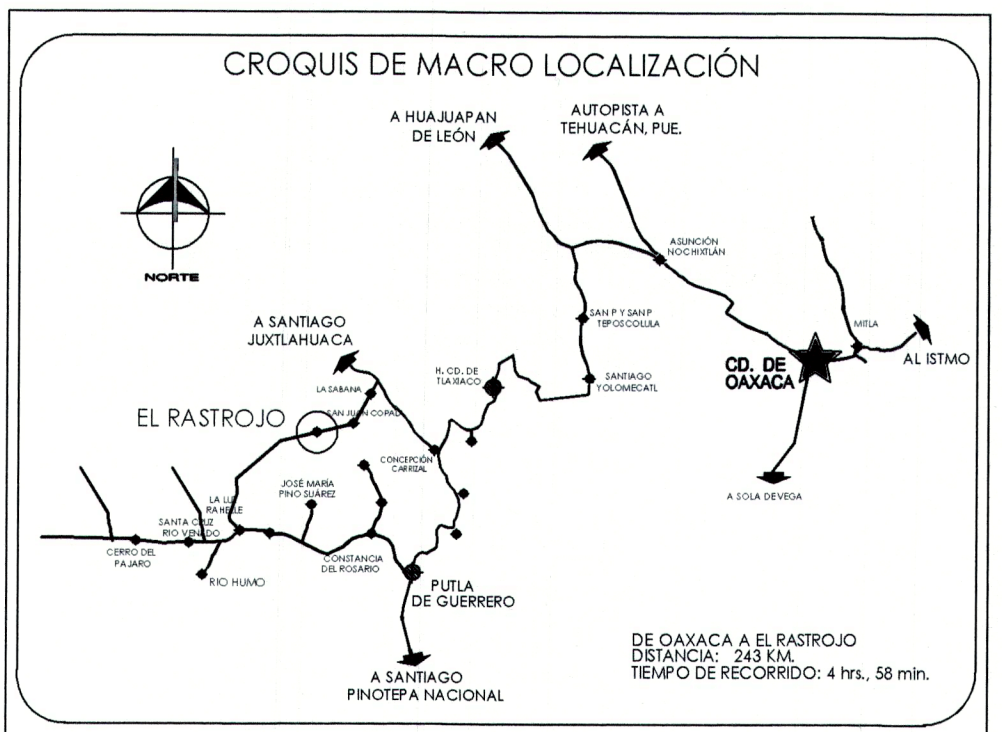 CROQUIS DE MACRO LOCALIZACIÓN
A HUAJUAPAN
DE LEÓN
AUTOPISTA A
TEHUACÁN, PUE.
NORTE
ASUNCIÓN
NOCHIXTLÁN
SAN P Y SAN P
TEPOSCOLULA
MITLA
A SANTIAGO
JUXTLAHUACA
AL ISTMO
CD. DE
OAXACA
H. CD. DE
TLAXIACO
SANTIAGO
YOLOMECATL
LA SABANA
SAN JUAN COPAL
EL RASTROJO
CONCEPCIÓN
CARRIZAL
JOSÉ MARÍA
PINO SUÁREZ
A SOLA DE VEGA
LA LUZ
SANTA CRUZ
RIO VENADO
CERRO DEL
PAJARO
CONSTANCIA
DEL ROSARIO
RIO HUMO
PUTLA
DE GUERRERO
A SANTIAGO
PINOTEPA NACIONAL
DE OAXACA A EL RASTROJO
DISTANCIA: 243 KM.
TIEMPO DE RECORRIDO: 4 hrs., 58 min.